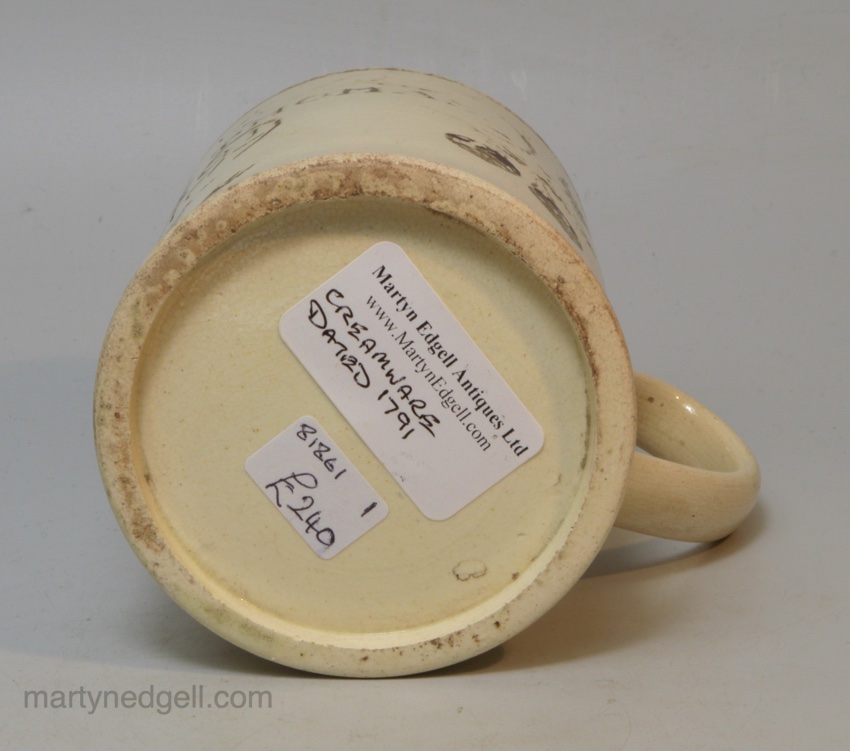 Martyn Edgell Antiques Ltd
www.MartynEdgell.com
CREAMWARE
DATED 1791
81861 1
£240
martynedgell.com